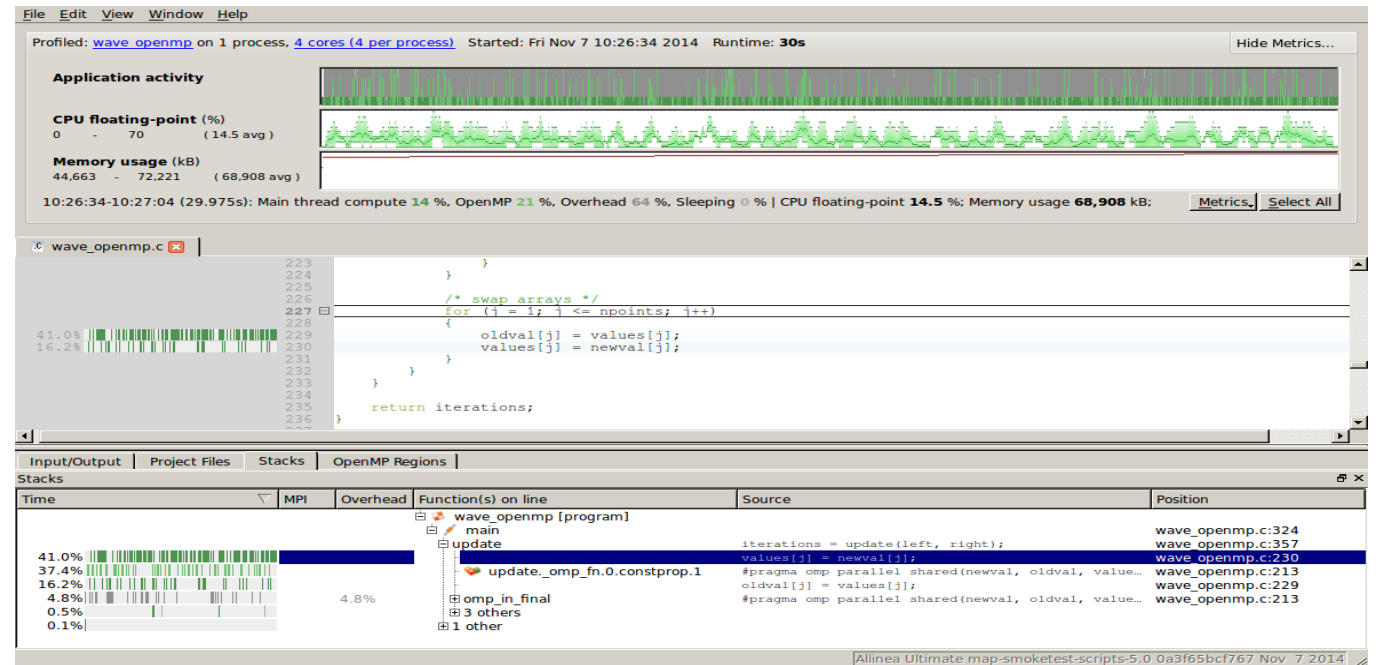 File Edit View Window Help
Profiled: wave_openmp on 1 process, 4 cores (4 per process) Started: Fri Nov 7 10:26:34 2014 Runtime: 30s Hide Metrics...
Application activity
CPU floating-point (%)
0 - 70 (14.5 avg )
Memory usage (kB)
44,663 - 72,221 (68,908 avg )
10:26:34-10:27:04 (29.975s): Main thread compute 14 %, OpenMP 21 %, Overhead 64 %, Sleeping 0 % | CPU floating-point 14.5 %; Memory usage 68,908 kB; Metrics Select All
.c wave_openmp.c
223 }
224 }
225
226 /* swap arrays */
227 for (j = 1; j <= npoints; j++)
228 {
41.0% 229 oldval[j] = values[j];
16.2% 230 values[j] = newval[j];
231 }
232 }
233 }
234
235 return iterations;
236 }
Input/Output Project Files Stacks OpenMP Regions
Stacks
Time MPI Overhead Function(s) on line Source Position
wave_openmp [program]
main wave_openmp.c:324
update iterations = update(left, right); wave_openmp.c:357
41.0% values[j] = newval[j]; wave_openmp.c:230
37.4% update._omp_fn.0.constprop.1 #pragma omp parallel shared(newval, oldval, value... wave_openmp.c:213
16.2% oldval[j] = values[j]; wave_openmp.c:229
4.8% 4.8% omp_in_final #pragma omp parallel shared(newval, oldval, value... wave_openmp.c:213
0.5% 3 others
0.1% 1 other
Allinea Ultimate map-smoketest-scripts-5.0 0a3f65bcf767 Nov 7 2014